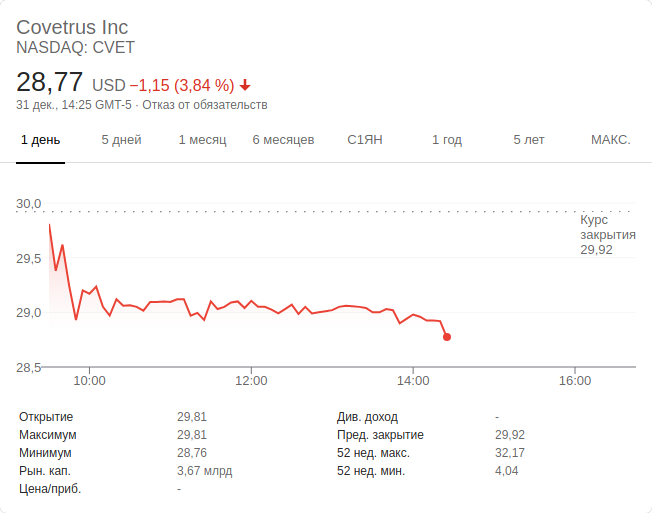 Covetrus Inc
NASDAQ: CVET
28,77 USD −1,15 (3,84 %)
31 дек., 14:25 GMT-5 · Отказ от обязательств
1 день 5 дней 1 месяц 6 месяцев С1ЯН 1 год 5 лет МАКС.
30,0
Курс
закрытия
29,92
29,5
29,0
28,5
10:00 12:00 14:00 16:00
Открытие 29,81 Див. доход -
Максимум 29,81 Пред. закрытие 29,92
Минимум 28,76 52 нед. макс. 32,17
Рын. кап. 3,67 млрд 52 нед. мин. 4,04
Цена/приб. -